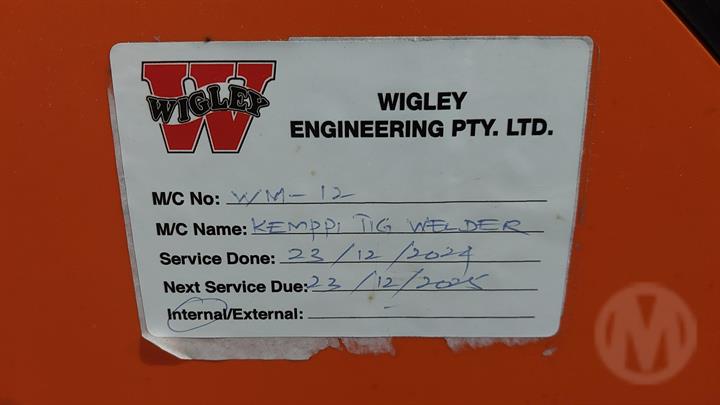 WIGLEY
WIGLEY
ENGINEERING PTY. LTD.
M/C No: WM-12
M/C Name: KEMPPI TIG WELDER
Service Done: 23/12/2024
Next Service Due: 23/12/2025
Internal/External: -
M